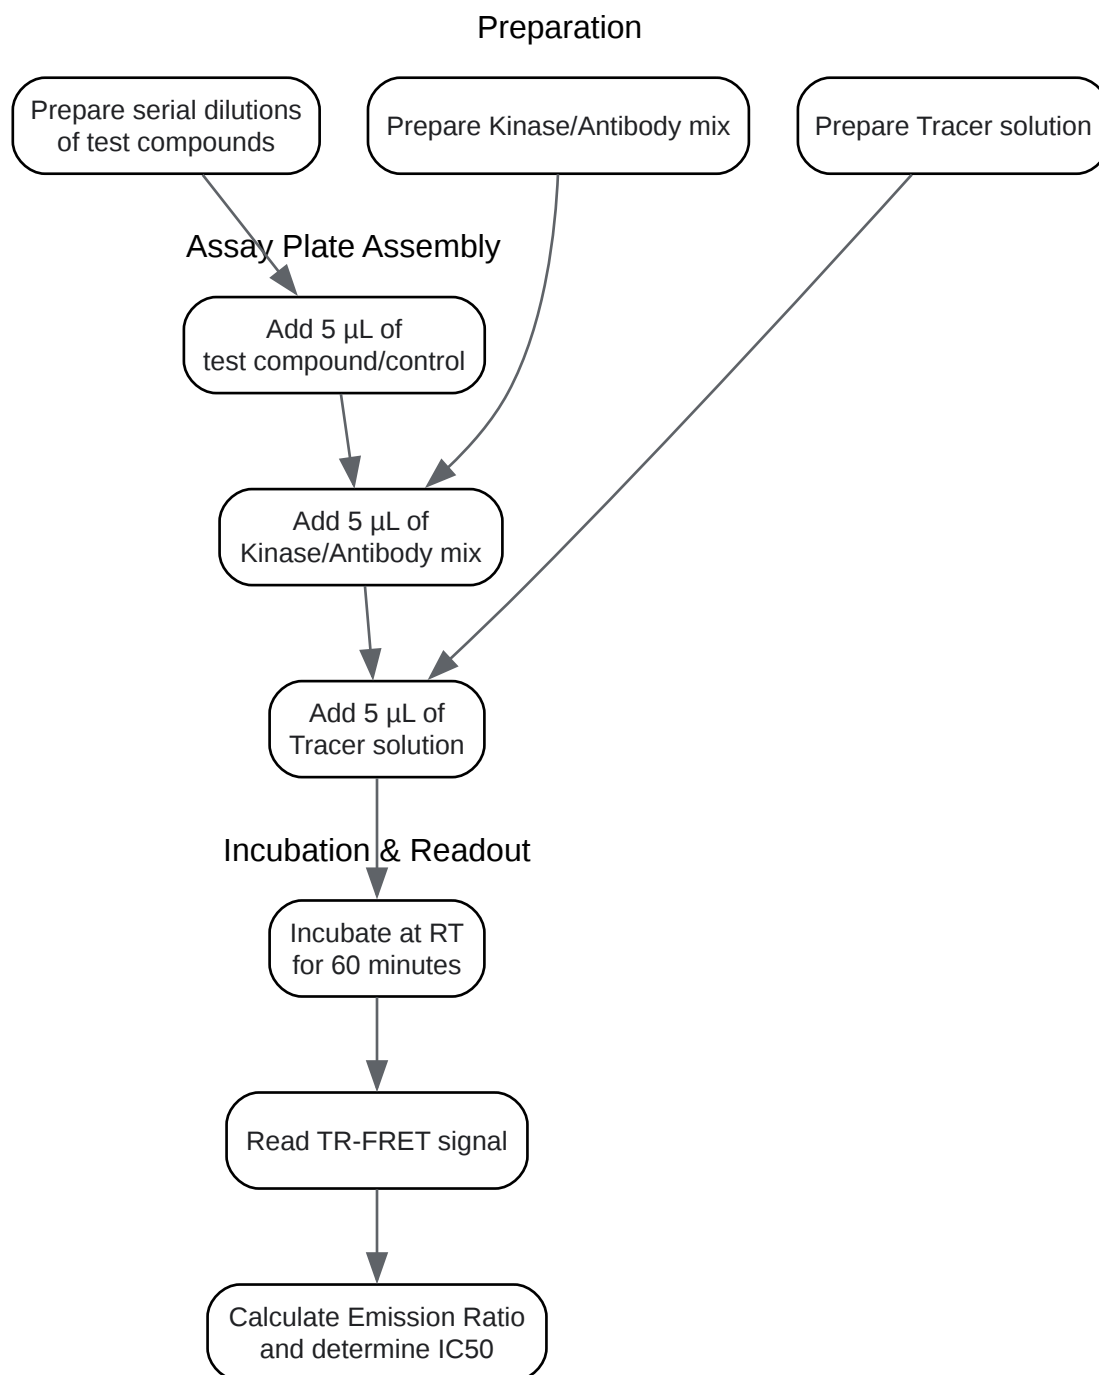 Preparation
Prepare serial dilutions
of test compounds
Prepare Kinase/Antibody mix
Prepare Tracer solution
Assay Plate Assembly
Add 5 µL of
test compound/control
Add 5 µL of
Kinase/Antibody mix
Add 5 µL of
Tracer solution
Incubation & Readout
Incubate at RT
for 60 minutes
Read TR-FRET signal
Calculate Emission Ratio
and determine IC50